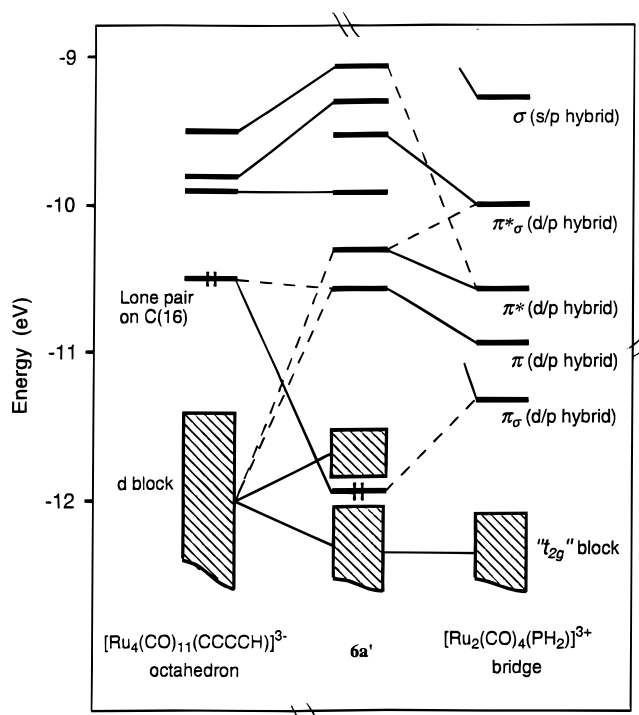 -9
σ (s/p hybrid)
-10
π*σ (d/p hybrid)
Lone pair
on C(16)
π* (d/p hybrid)
Energy (eV)
-11
π (d/p hybrid)
πσ (d/p hybrid)
d block
-12
"t2g" block
[Ru4(CO)11(CCCCH)]3-
octahedron
6a'
[Ru2(CO)4(PH2)]3+
bridge